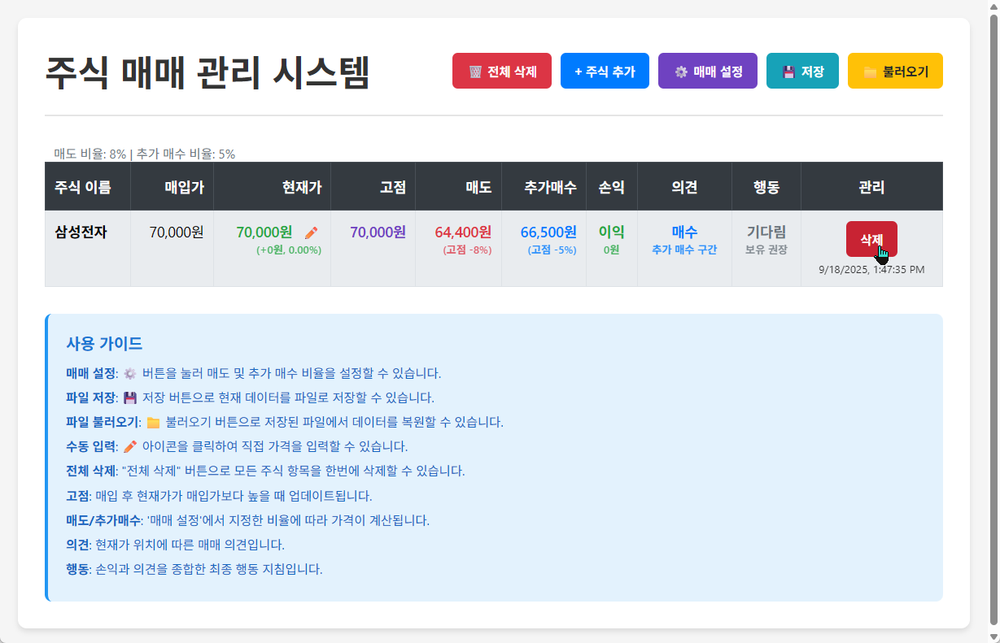 주식 매매 관리 시스템
전체 삭제
+ 주식 추가
매매 설정
저장
불러오기
매도 비율: 8% | 추가 매수 비율: 5%
주식 이름 매입가 현재가 고점 매도 추가매수 손익 의견 행동 관리
삼성전자 70,000원 70,000원 70,000원 64,400원 66,500원 이익 매수 기다림 삭제
(+0원, 0.00%) (고점 -8%) (고점 -5%) 0원 추가 매수 구간 보유 권장
9/18/2025, 1:47:35 PM
사용 가이드
매매 설정: ⚙️ 버튼을 눌러 매도 및 추가 매수 비율을 설정할 수 있습니다.
파일 저장: 💾 저장 버튼으로 현재 데이터를 파일로 저장할 수 있습니다.
파일 불러오기: 📁 불러오기 버튼으로 저장된 파일에서 데이터를 복원할 수 있습니다.
수동 입력: ✏️ 아이콘을 클릭하여 직접 가격을 입력할 수 있습니다.
전체 삭제: "전체 삭제" 버튼으로 모든 주식 항목을 한번에 삭제할 수 있습니다.
고점: 매입 후 현재가가 매입가보다 높을 때 업데이트됩니다.
매도/추가매수: '매매 설정'에서 지정한 비율에 따라 가격이 계산됩니다.
의견: 현재가 위치에 따른 매매 의견입니다.
행동: 손익과 의견을 종합한 최종 행동 지침입니다.